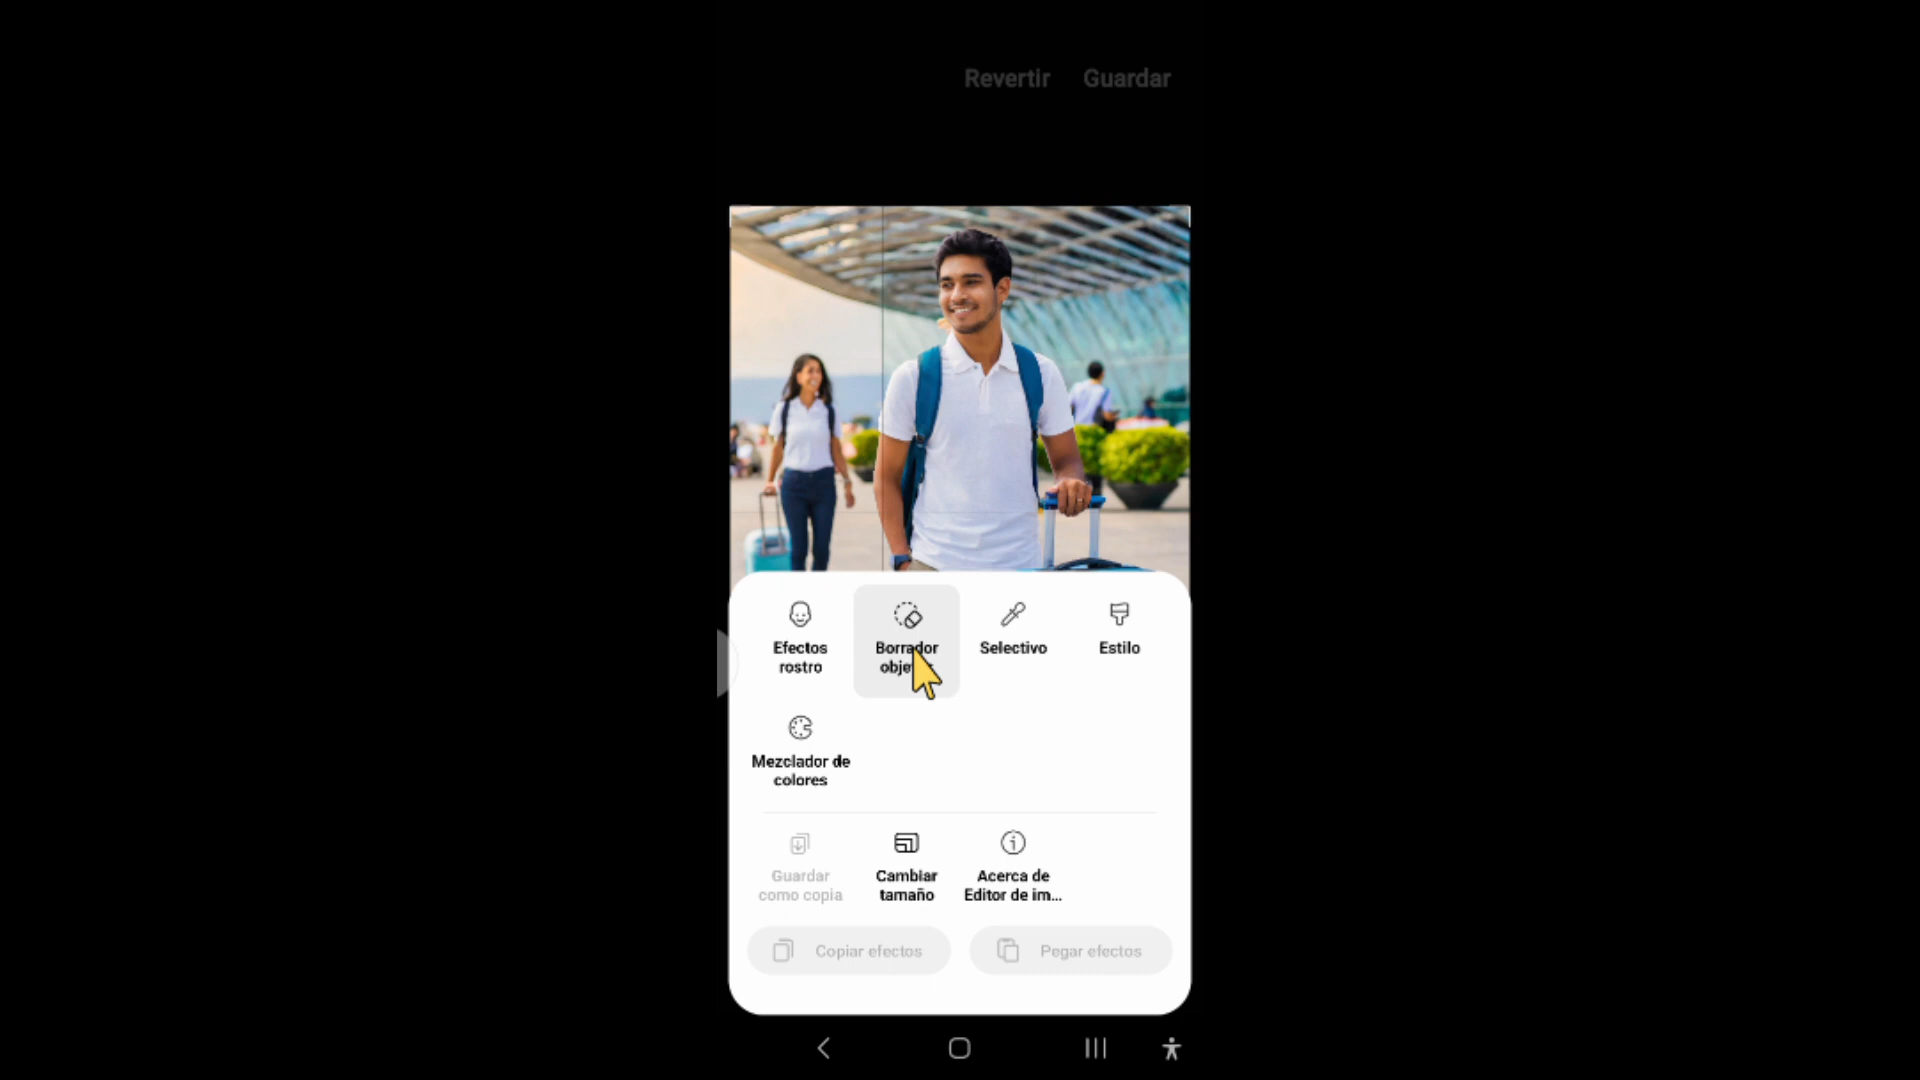 Revertir Guardar
Efectos
rostro
Borrador
Selectivo
Estilo
Mezclador de
colores
Guardar
como copia
Cambiar
tamaño
Acerca de
Editor de im...
Copiar efectos
Pegar efectos